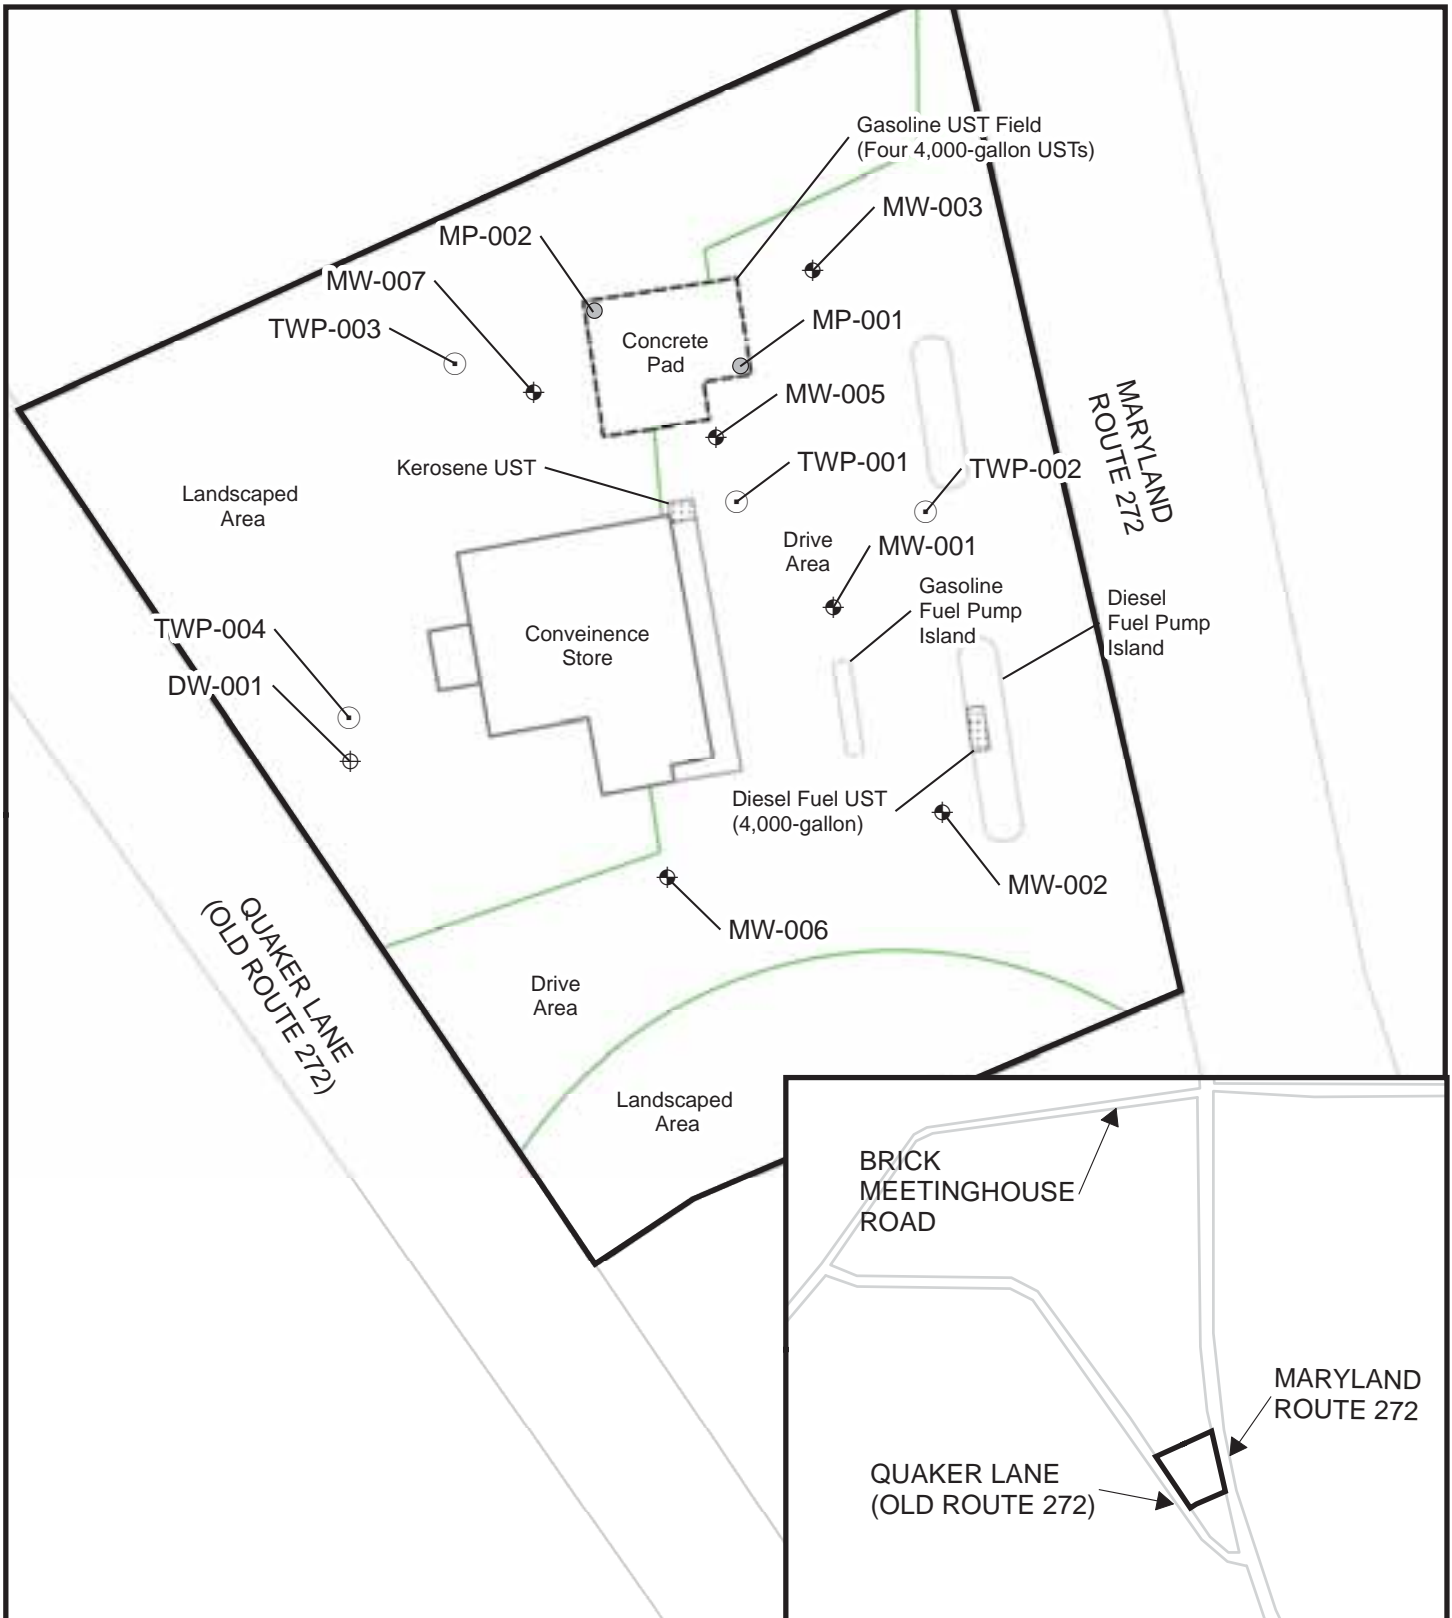 Gasoline UST Field
(Four 4,000-gallon USTs)
MW-003
MP-002
MW-007
MP-001
TWP-003
Concrete
Pad
MW-005
MARYLAND
ROUTE 272
Kerosene UST
TWP-001
TWP-002
Landscaped
Area
Drive
Area
MW-001
Gasoline
Fuel Pump
Island
Diesel
Fuel Pump
Island
TWP-004
Conveinence
Store
DW-001
Diesel Fuel UST
(4,000-gallon)
MW-002
MW-006
QUAKER LANE
(OLD ROUTE 272)
Drive
Area
Landscaped
Area
BRICK
MEETINGHOUSE
ROAD
MARYLAND
ROUTE 272
QUAKER LANE
(OLD ROUTE 272)